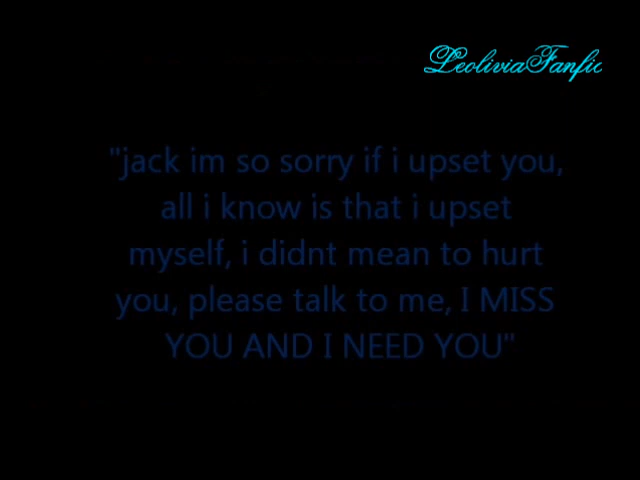 LeoliviaFanfic
"jack im so sorry if i upset you,
all i know is that i upset
myself, i didnt mean to hurt
you, please talk to me, I MISS
YOU AND I NEED YOU"